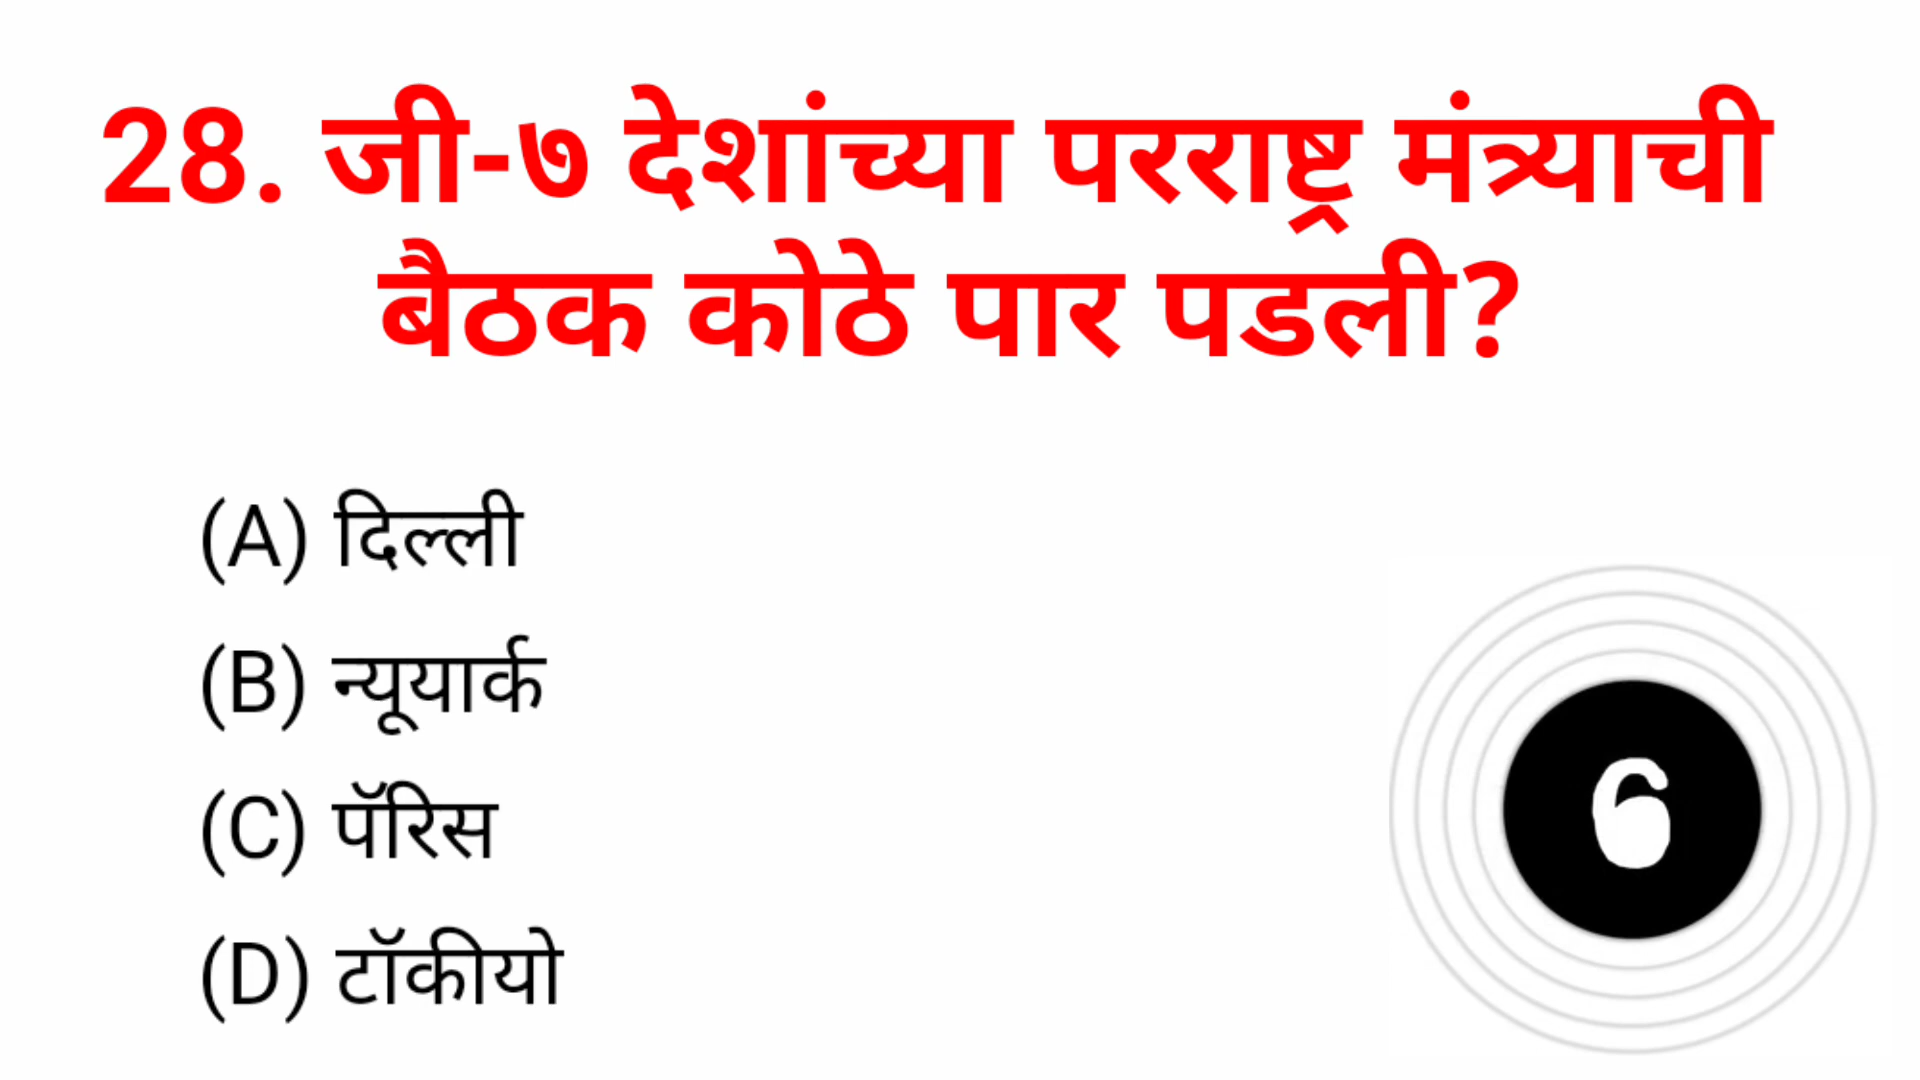 28. जी-७ देशांच्या परराष्ट्र मंत्र्याची
बैठक कोठे पार पडली?
(A) दिल्ली
(B) न्यूयार्क
(C) पॅरिस
(D) टॉकीयो
6